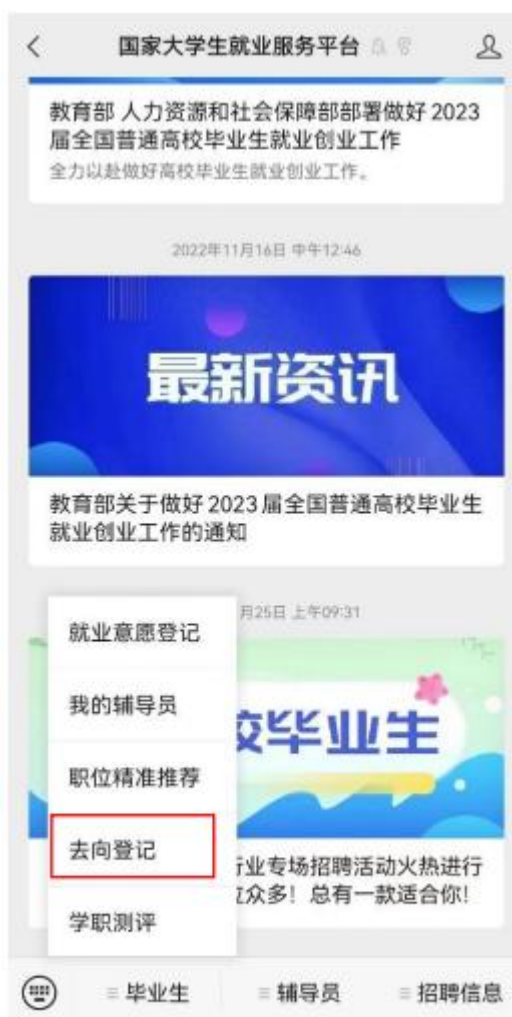 国家大学生就业服务平台
教育部 人力资源和社会保障部部署做好 2023
届全国普通高校毕业生就业创业工作
全力以赴做好高校毕业生就业创业工作。
2022年11月16日 中午12:46
最新资讯
教育部关于做好 2023 届全国普通高校毕业生
就业创业工作的通知
月25日 上午09:31
校毕业生
行业专场招聘活动火热进行
位众多！总有一款适合你！
就业意愿登记
我的辅导员
职位精准推荐
去向登记
学职测评
毕业生
辅导员
招聘信息